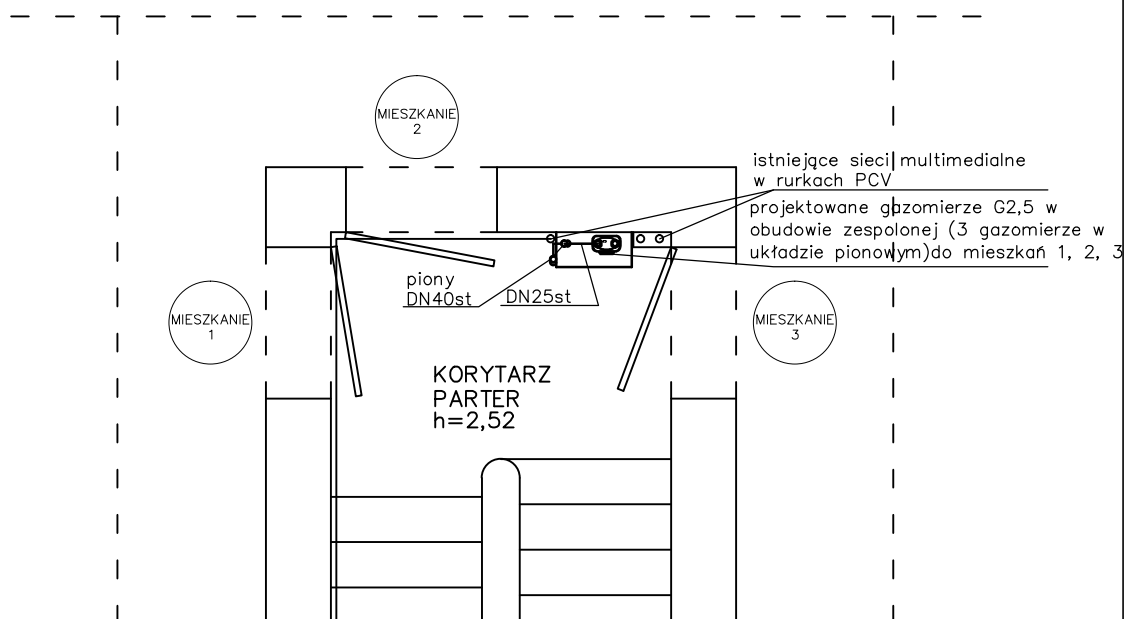 MIESZKANIE
2
istniejące sieci multimedialne
w rurkach PCV
projektowane gazomierze G2,5 w
obudowie zespolonej (3 gazomierze w
układzie pionowym)do mieszkań 1, 2, 3
piony
DN40st
DN25st
MIESZKANIE
1
MIESZKANIE
3
KORYTARZ
PARTER
h=2,52